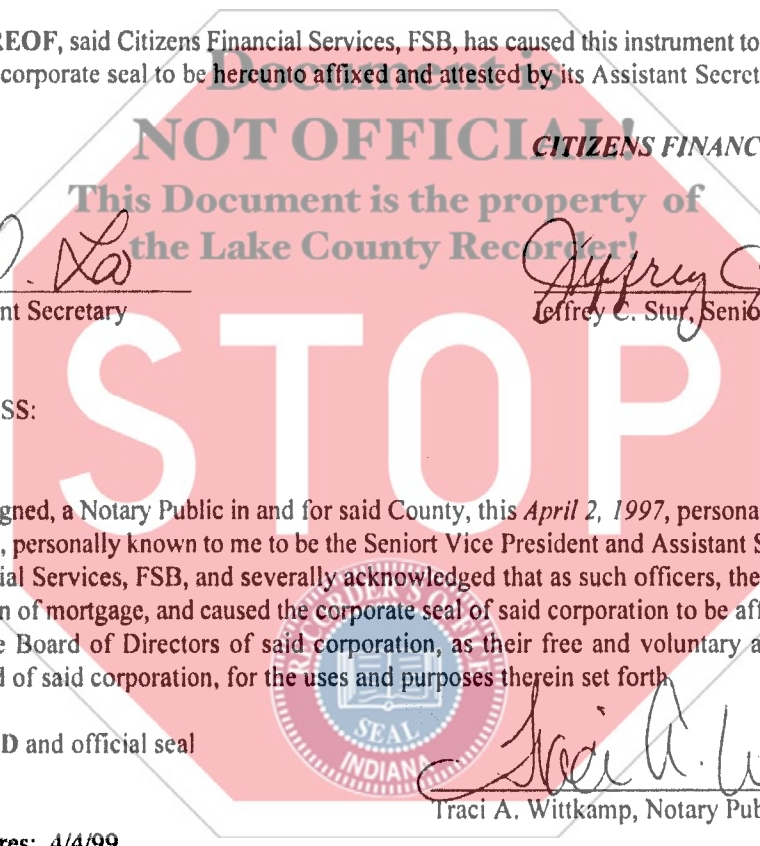 REOF, said Citizens Financial Services, FSB, has caused this instrument to
Document is
corporate seal to be hereunto affixed and attested by its Assistant Secret
NOT OFFICIAL!
CITIZENS FINANC
This Document is the property of
the Lake County Recorder!
nt Secretary
Jeffrey C. Stur, Senio
STOP
SS:
gned, a Notary Public in and for said County, this April 2, 1997, persona
, personally known to me to be the Seniort Vice President and Assistant S
ial Services, FSB, and severally acknowledged that as such officers, the
n of mortgage, and caused the corporate seal of said corporation to be aff
e Board of Directors of said corporation, as their free and voluntary a
d of said corporation, for the uses and purposes therein set forth
RECORDER'S OFFICE
SEAL
INDIANA
D and official seal
Traci A. W
Traci A. Wittkamp, Notary Pub
res: 4/4/99